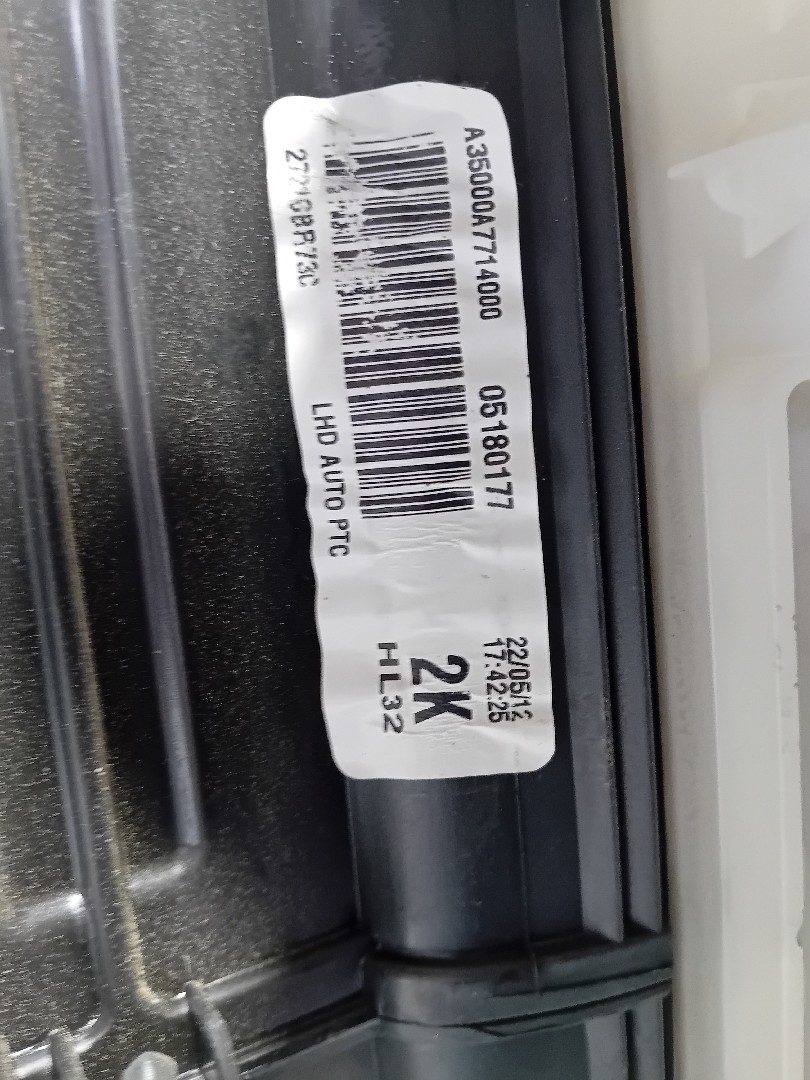 A35000A7714000 05180177
LHD AUTO PTC
22/05/12
17:42:25
2K
HL32